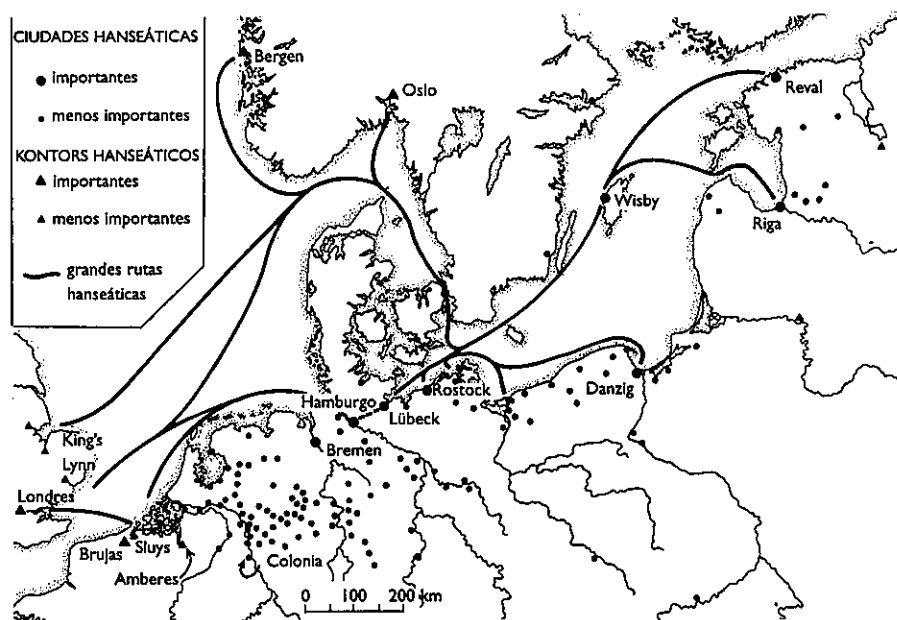 CIUDADES HANSEÁTICAS
importantes
menos importantes
KONTORS HANSEÁTICOS
importantes
menos importantes
grandes rutas
hanseáticas
Bergen
Oslo
Reval
Wisby
Riga
Rostock
Danzig
Hamburgo
Lübeck
Bremen
King's
Lynn
Londres
Brujas
Sluys
Amberes
Colonia
0 100 200 km